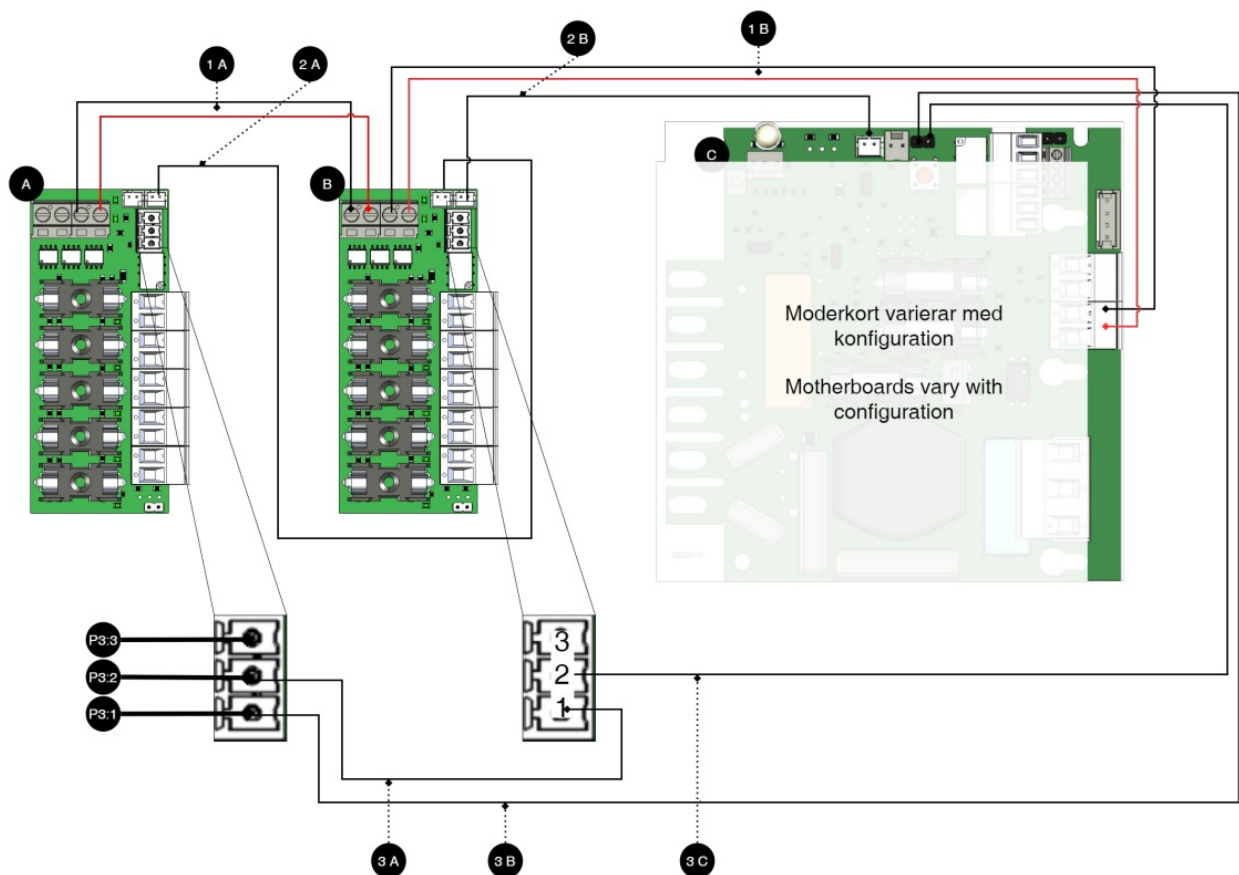 2 B
1 B
1 A
2 A
C
A
B
Moderkort varierar med
konfiguration
Motherboards vary with
configuration
P3:3
3
P3:2
2
P3:1
1
3 A
3 B
3 C